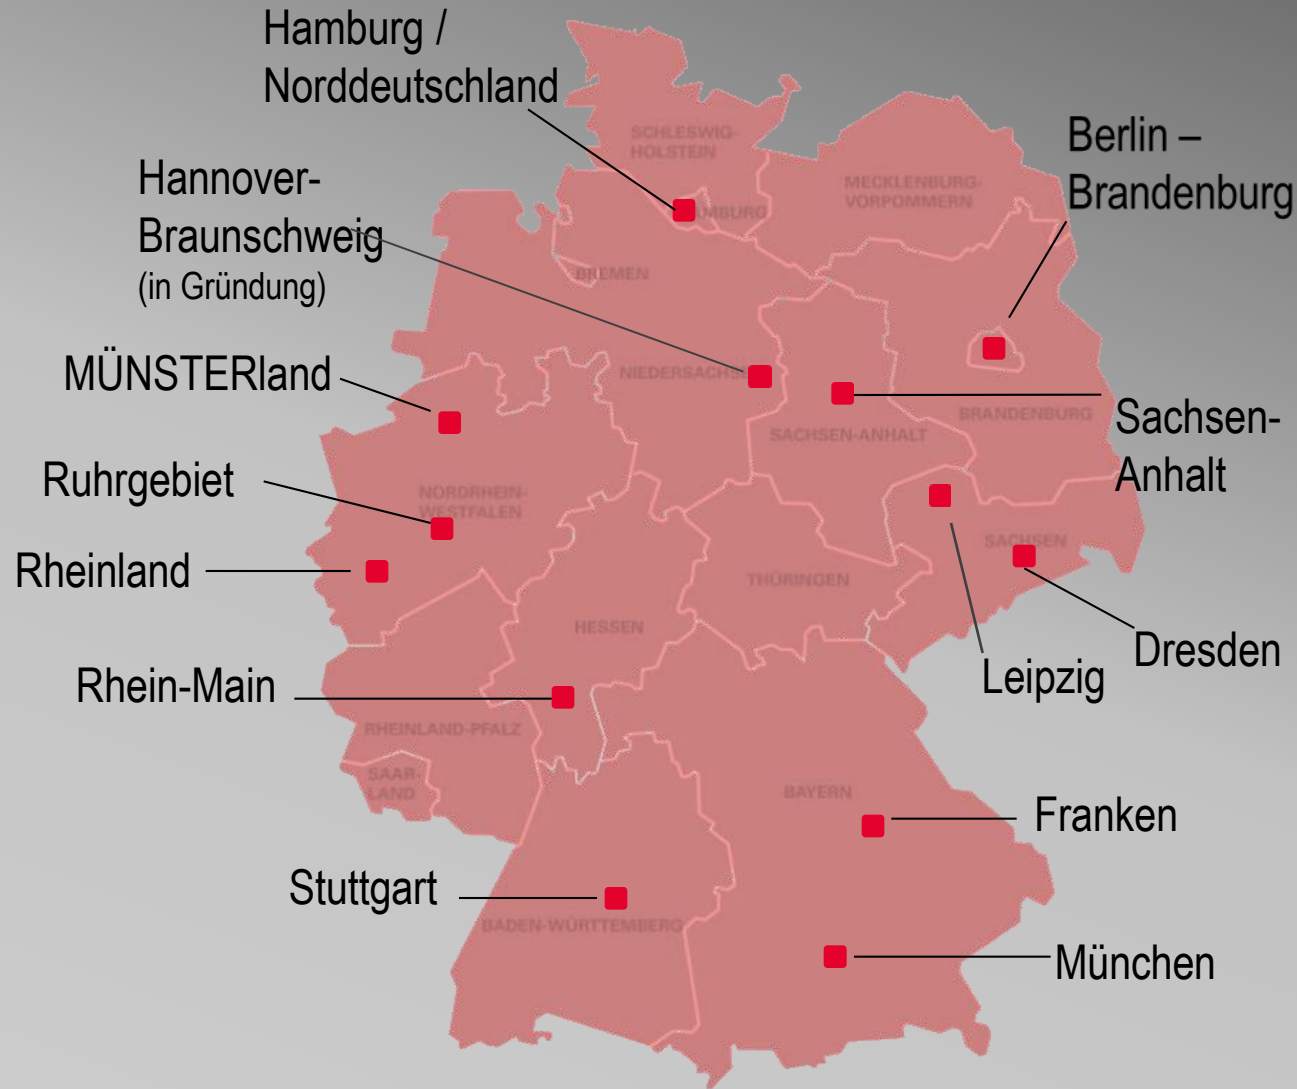 Hamburg /
Norddeutschland
Berlin –
Brandenburg
Hannover-
Braunschweig
(in Gründung)
MÜNSTERland
Ruhrgebiet
Rheinland
Rhein-Main
Stuttgart
Sachsen-
Anhalt
Dresden
Leipzig
Franken
München
SCHLESWIG-
HOLSTEIN
MECKLENBURG-
VORPOMMERN
AMBURG
BREMEN
NIEDERSACHSE
BRANDENBURG
SACHSEN-ANHALT
NORDRHEIN-
WESTFALEN
SACHSEN
THÜRINGEN
HESSEN
RHEINLAND-PFALZ
SAAR-
LAND
BAYERN
BADEN-WÜRTTEMBERG